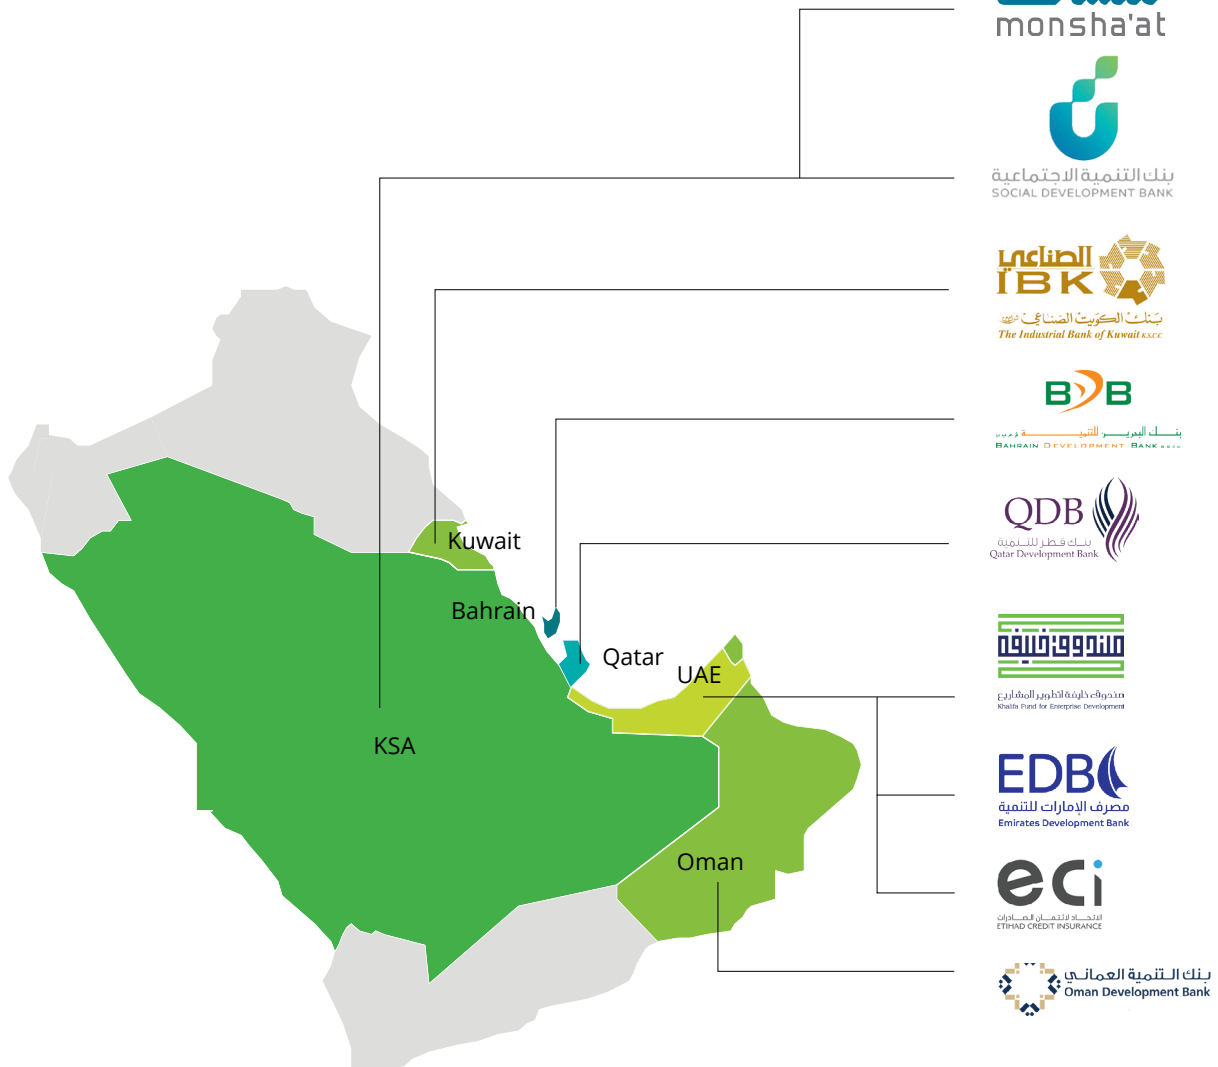 monsha'at
بنك التنمية الاجتماعية
SOCIAL DEVELOPMENT BANK
الصناعي
IBK
بنك الكويت الصناعي
The Industrial Bank of Kuwait K.S.C.C
BDB
بنك البحرين للتنمية
BAHRAIN DEVELOPMENT BANK
QDB
بنك قطر للتنمية
Qatar Development Bank
Kuwait
Bahrain
Qatar
UAE
KSA
Oman
صندوق خليفة
صندوق خليفة لتطوير المشاريع
Khalifa Fund for Enterprise Development
EDB
مصرف الإمارات للتنمية
Emirates Development Bank
eci
الاتحاد لائتمان الصادرات
ETIHAD CREDIT INSURANCE
بنك التنمية العماني
Oman Development Bank